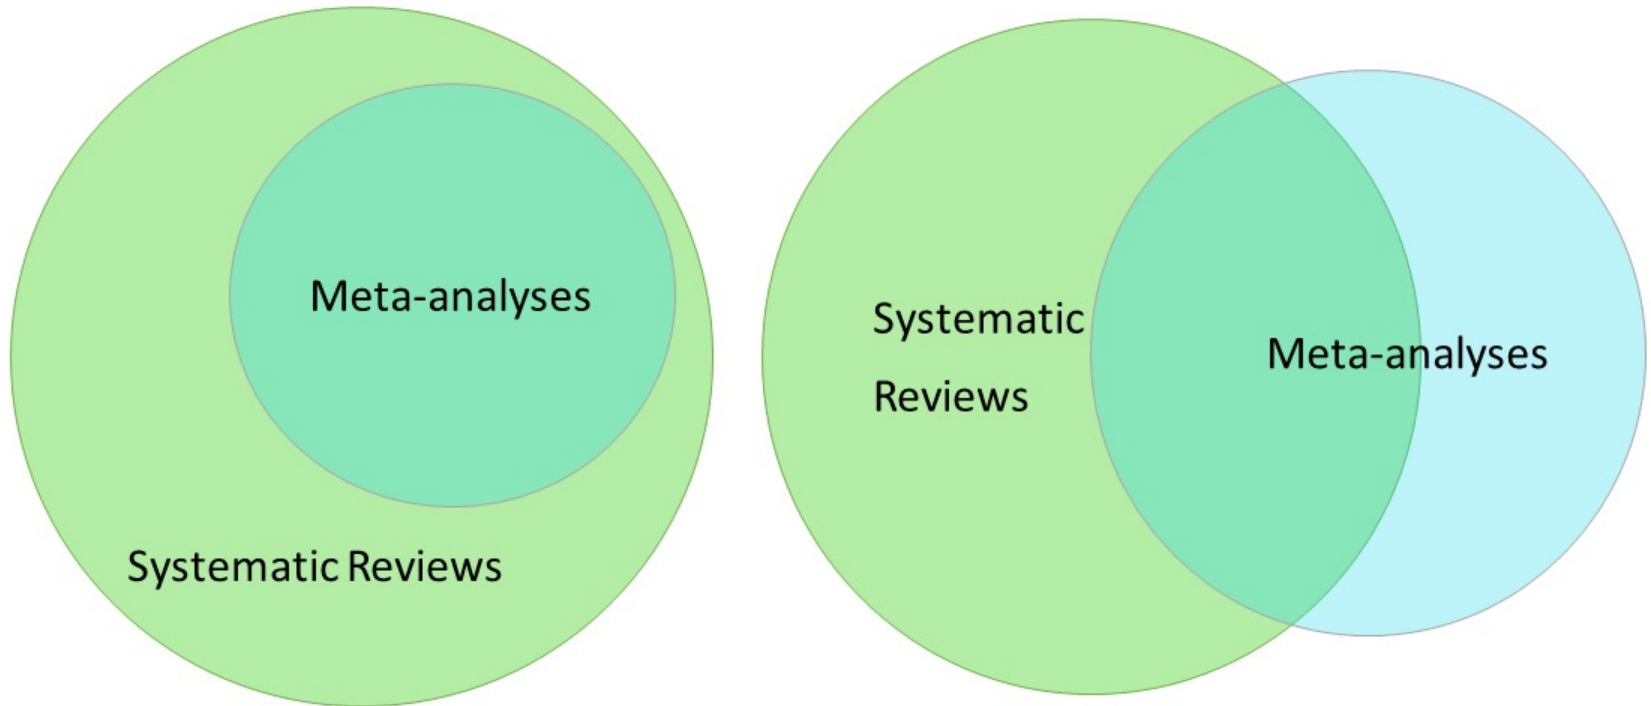 Meta-analyses
Systematic Reviews
Systematic
Reviews
Meta-analyses